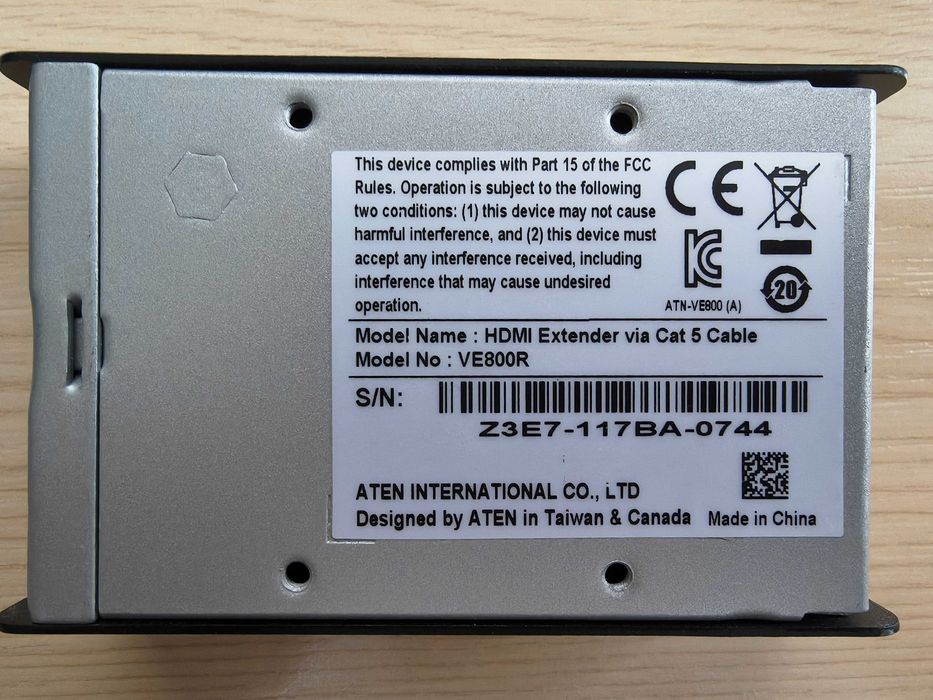 This device complies with Part 15 of the FCC
Rules. Operation is subject to the following
two conditions: (1) this device may not cause
harmful interference, and (2) this device must
accept any interference received, including
interference that may cause undesired
operation.
CE
KC
20
ATN-VE800 (A)
Model Name : HDMI Extender via Cat 5 Cable
Model No : VE800R
S/N:
Z3E7-117BA-0744
ATEN INTERNATIONAL CO., LTD
Designed by ATEN in Taiwan & Canada
Made in China